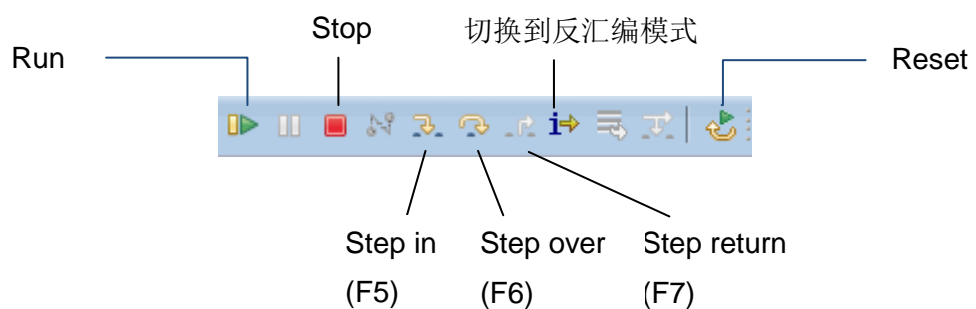 Stop
切换到反汇编模式
Run
Reset
Step in
(F5)
Step over
(F6)
Step return
(F7)